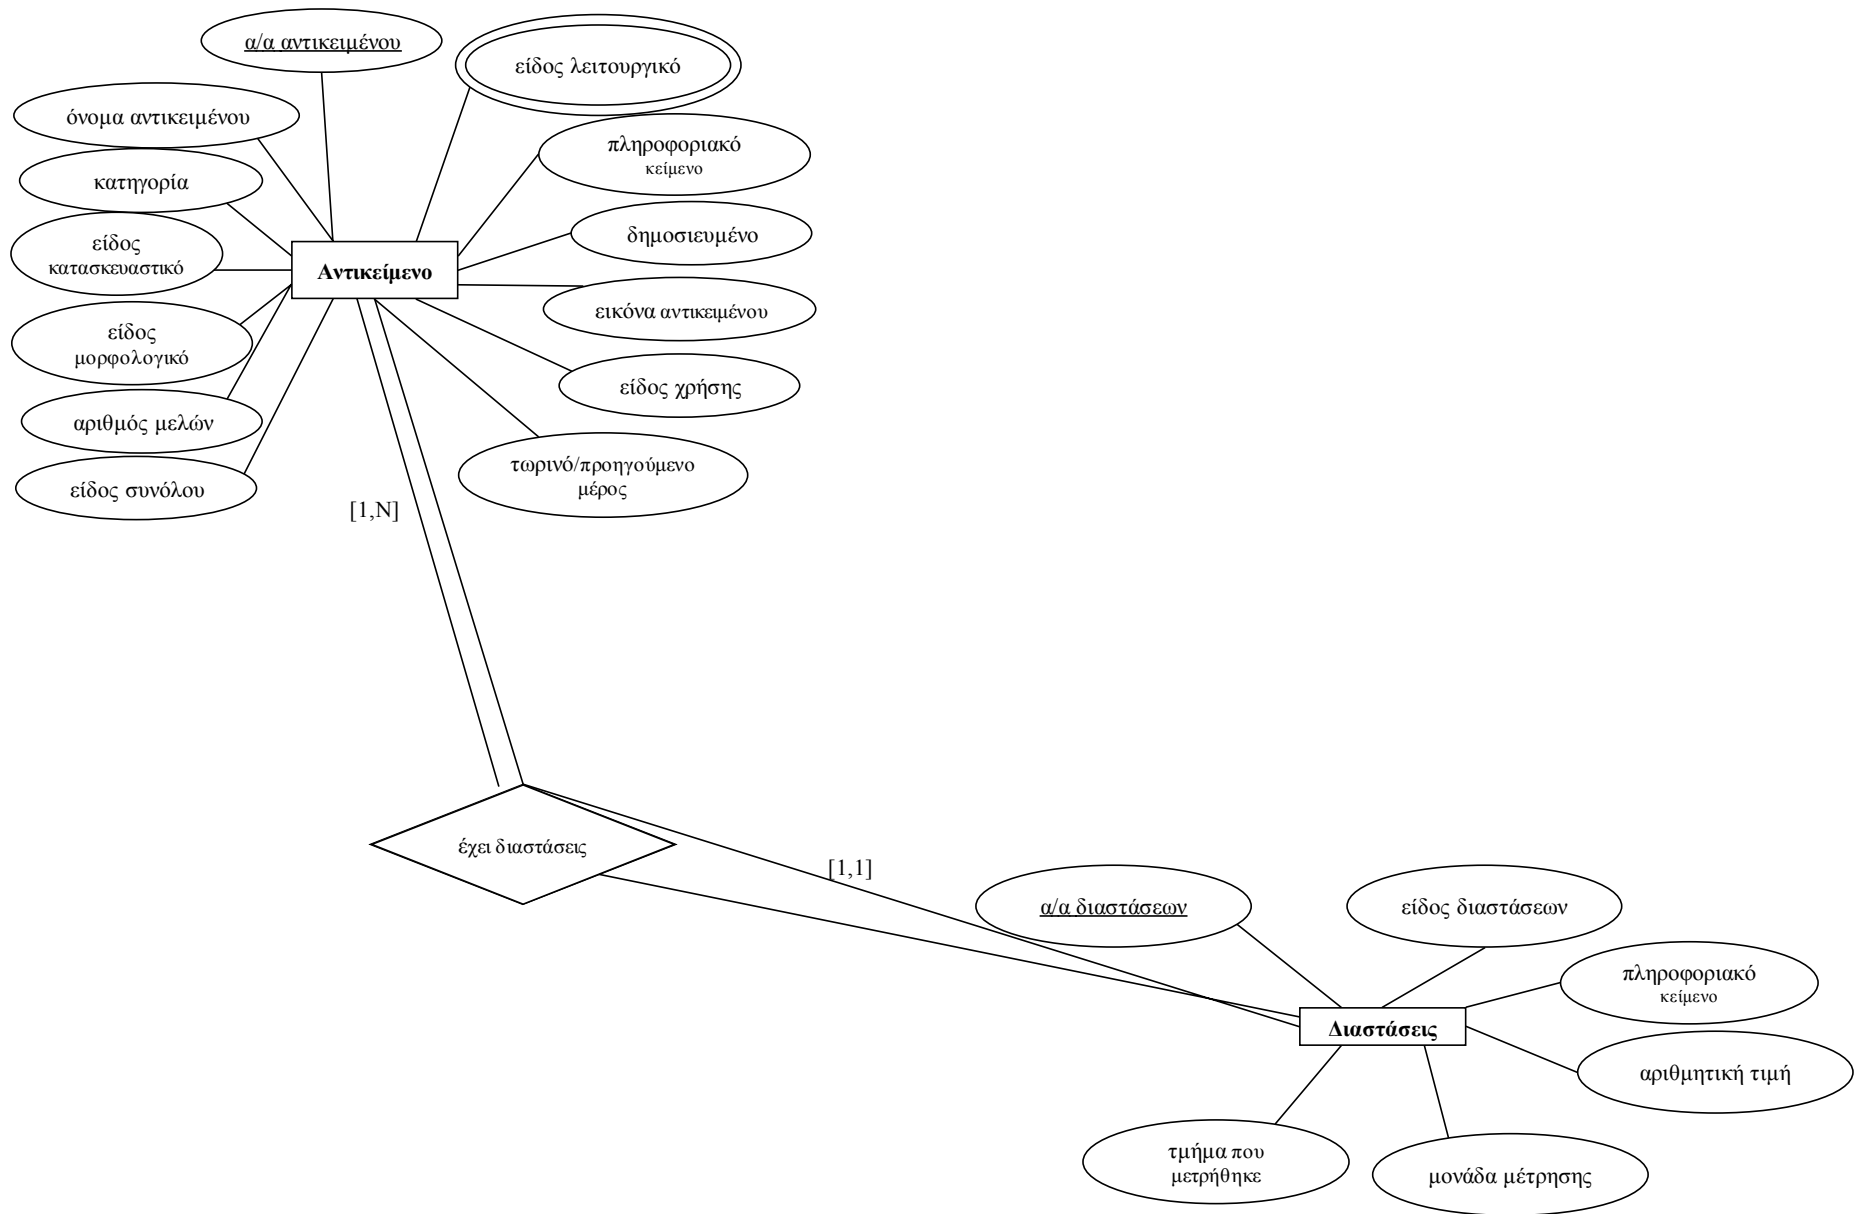 α/α αντικειμένου
είδος λειτουργικό
όνομα αντικειμένου
πληροφοριακό
κείμενο
κατηγορία
δημοσιευμένο
είδος
κατασκευαστικό
Αντικείμενο
εικόνα αντικειμένου
είδος
μορφολογικό
είδος χρήσης
αριθμός μελών
τωρινό/προηγούμενο
μέρος
είδος συνόλου
[1,N]
έχει διαστάσεις
[1,1]
α/α διαστάσεων
είδος διαστάσεων
πληροφοριακό
κείμενο
Διαστάσεις
αριθμητική τιμή
τμήμα που
μετρήθηκε
μονάδα μέτρησης